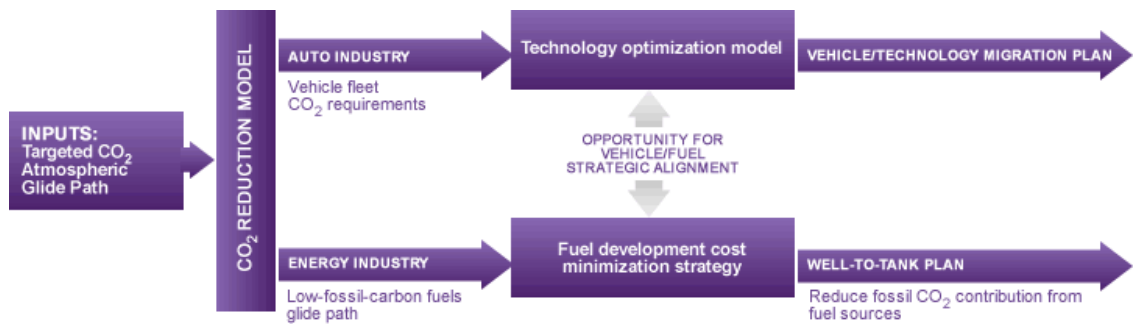 INPUTS:
Targeted CO2
Atmospheric
Glide Path
CO2 REDUCTION MODEL
AUTO INDUSTRY
Vehicle fleet
CO2 requirements
Technology optimization model
VEHICLE/TECHNOLOGY MIGRATION PLAN
OPPORTUNITY FOR
VEHICLE/FUEL
STRATEGIC ALIGNMENT
ENERGY INDUSTRY
Low-fossil-carbon fuels
glide path
Fuel development cost
minimization strategy
WELL-TO-TANK PLAN
Reduce fossil CO2 contribution from
fuel sources